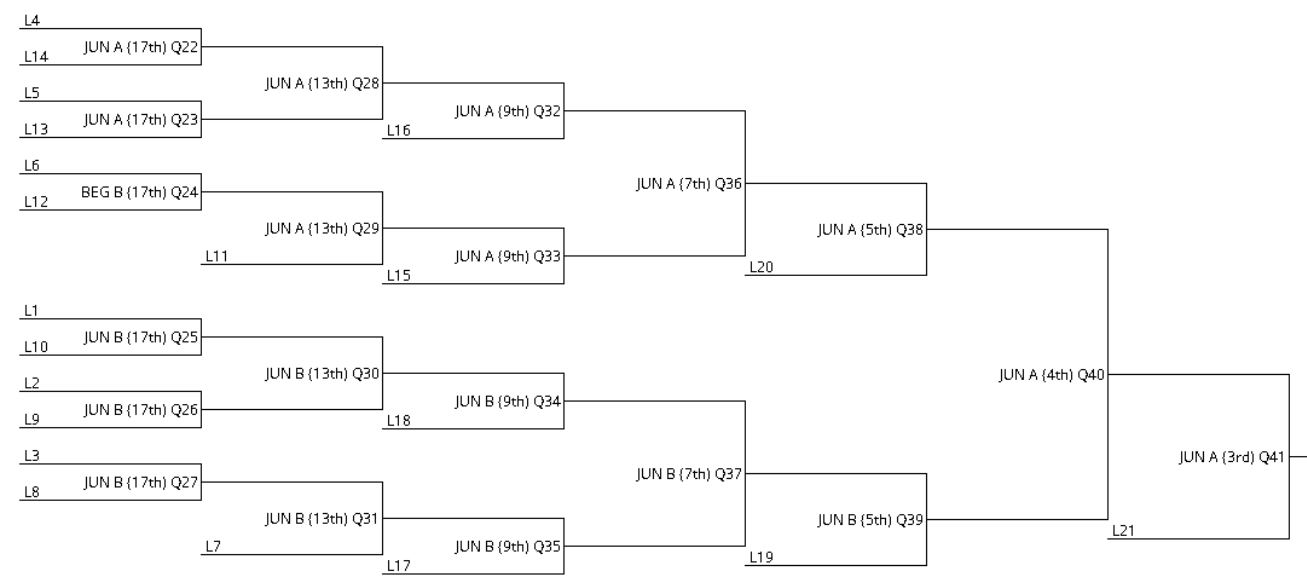 L4
JUN A (17th) Q22
L14
JUN A (13th) Q28
L5
JUN A (17th) Q23
L13
JUN A (9th) Q32
L16
L6
BEG B (17th) Q24
L12
JUN A (7th) Q36
JUN A (13th) Q29
L11
JUN A (9th) Q33
L15
JUN A (5th) Q38
L20
L1
JUN B (17th) Q25
L10
JUN B (13th) Q30
L2
JUN B (17th) Q26
L9
JUN B (9th) Q34
L18
JUN A (4th) Q40
L3
JUN B (17th) Q27
L8
JUN B (7th) Q37
JUN B (13th) Q31
L7
JUN B (9th) Q35
L17
JUN B (5th) Q39
L19
JUN A (3rd) Q41
L21